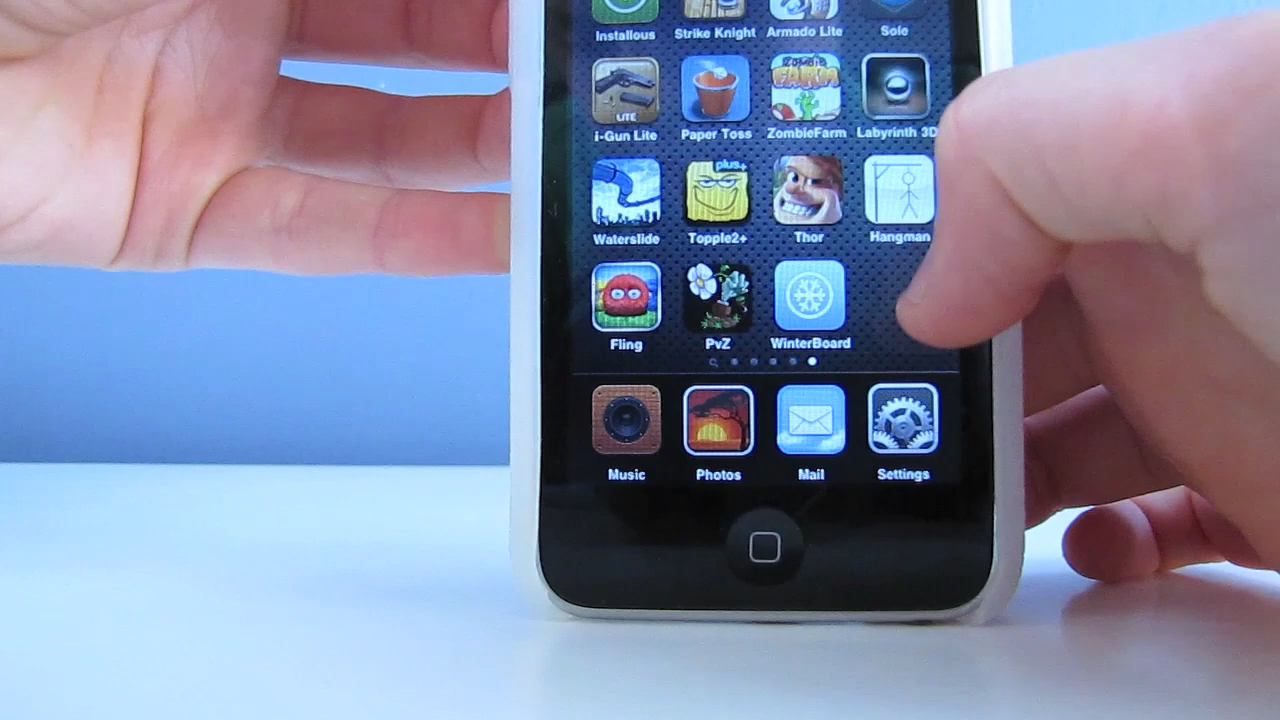 Installous Strike Knight Armado Lite Sole
LITE
i-Gun Lite Paper Toss ZombieFarm Labyrinth 3D
ZOMBIE
FARM
plus+
Waterslide Topple2+ Thor Hangman
Fling PvZ WinterBoard
Music Photos Mail Settings